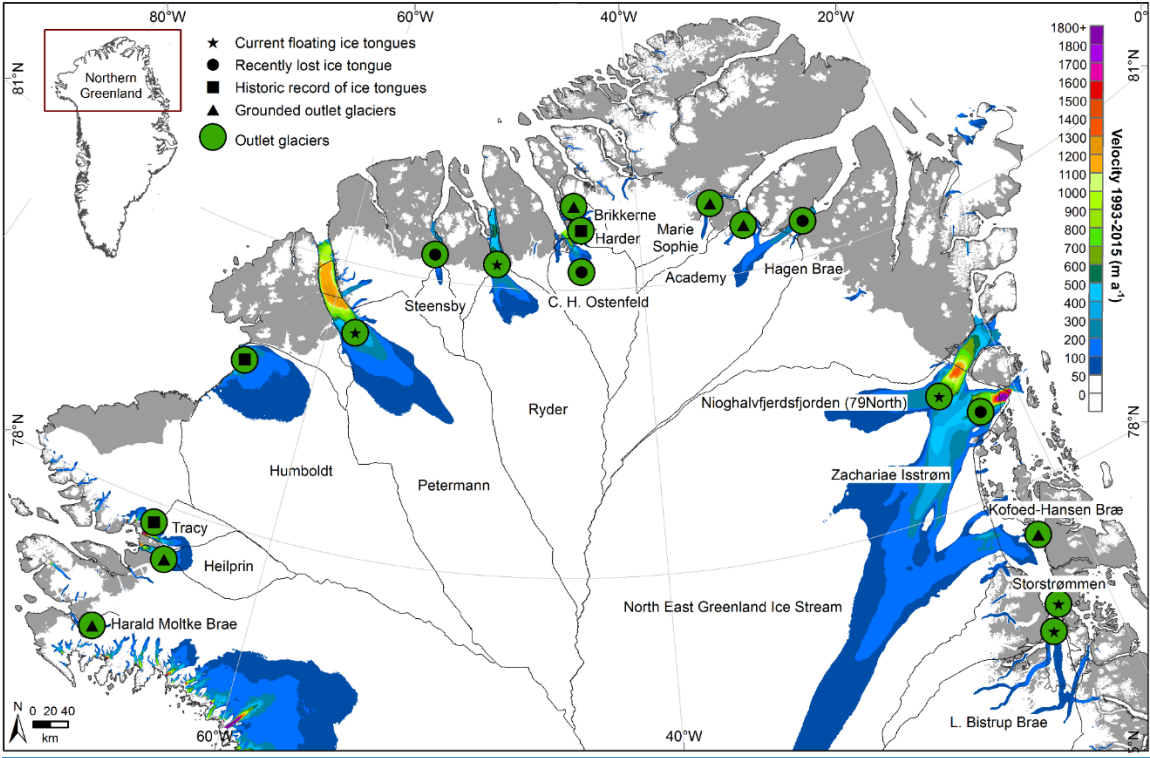 80°W
60°W
40°W
20°W
0°
81°N
Northern
Greenland
Current floating ice tongues
Recently lost ice tongue
Historic record of ice tongues
Grounded outlet glaciers
Outlet glaciers
1800+
1800
1700
1600
1500
1400
1300
1200
1100
1000
900
800
700
600
500
400
300
200
100
50
0
Velocity 1993-2015 (m a⁻¹)
81°N
Brikkerne
Harder
Marie
Sophie
Academy
Hagen Brae
Steensby
C. H. Ostenfeld
Ryder
Nioghalvfjerdsfjorden (79North)
78°N
78°N
Humboldt
Petermann
Zachariae Isstrøm
Kofoed-Hansen Bræ
Tracy
Heilprin
Storstrømmen
North East Greenland Ice Stream
Harald Moltke Brae
L. Bistrup Brae
N
0 20 40
km
60°W
40°W
5°N